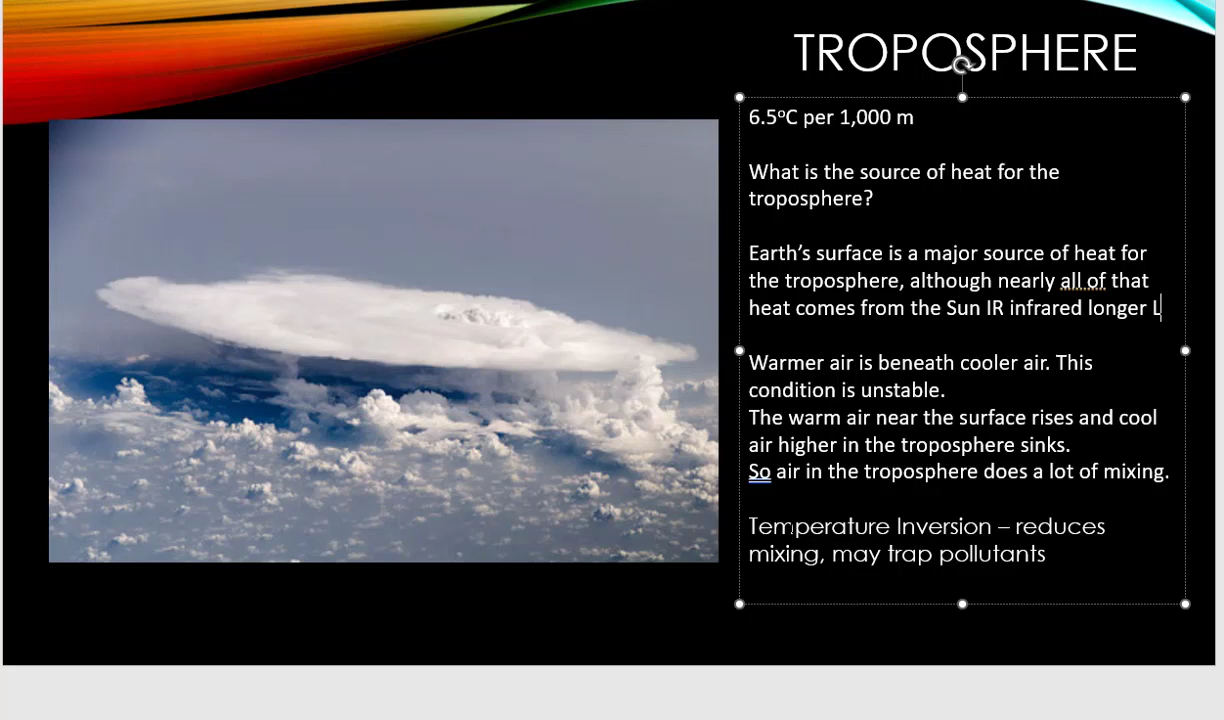 TROPOSPHERE
6.5ºC per 1,000 m
What is the source of heat for the
troposphere?
Earth’s surface is a major source of heat for
the troposphere, although nearly all of that
heat comes from the Sun IR infrared longer L
Warmer air is beneath cooler air. This
condition is unstable.
The warm air near the surface rises and cool
air higher in the troposphere sinks.
So air in the troposphere does a lot of mixing.
Temperature Inversion – reduces
mixing, may trap pollutants